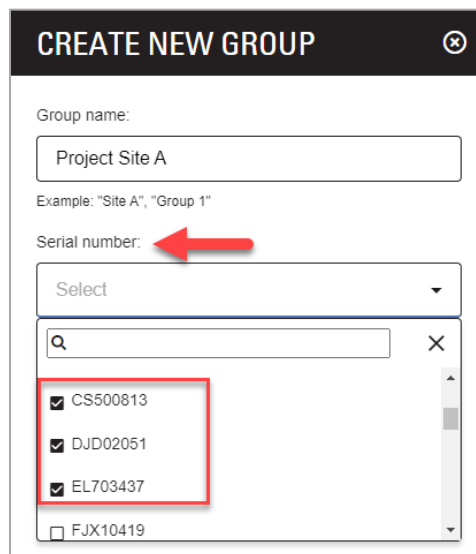 CREATE NEW GROUP
Group name:
Project Site A
Example: "Site A", "Group 1"
Serial number:
Select
CS500813
DJD02051
EL703437
FJX10419